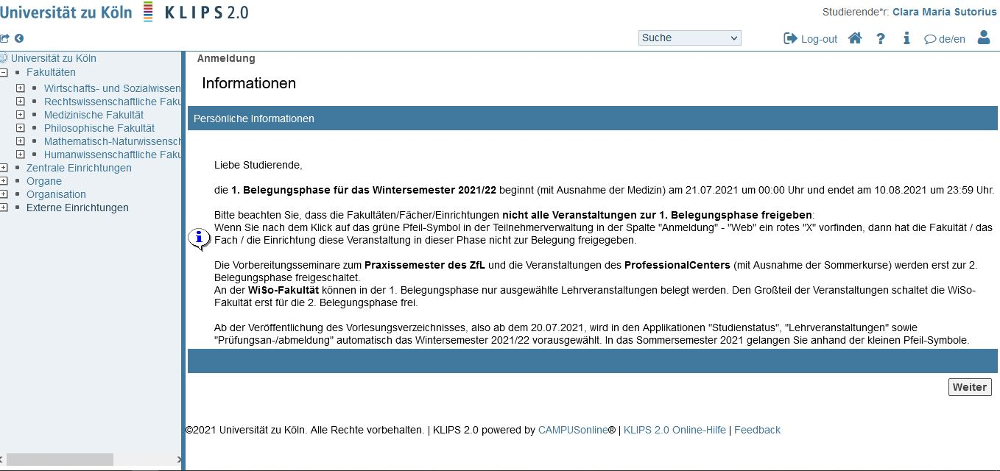 Universität zu Köln KLIPS 2.0
Studierende*r: Clara Maria Sutorius
Suche
Log-out
? i de/en
Universität zu Köln
Fakultäten
Wirtschafts- und Sozialwissen
Rechtswissenschaftliche Faku
Medizinische Fakultät
Philosophische Fakultät
Mathematisch-Naturwissensch
Humanwissenschaftliche Faku
Zentrale Einrichtungen
Organe
Organisation
Externe Einrichtungen
Anmeldung
Informationen
Persönliche Informationen
Liebe Studierende,
die 1. Belegungsphase für das Wintersemester 2021/22 beginnt (mit Ausnahme der Medizin) am 21.07.2021 um 00:00 Uhr und endet am 10.08.2021 um 23:59 Uhr.
Bitte beachten Sie, dass die Fakultäten/Fächer/Einrichtungen nicht alle Veranstaltungen zur 1. Belegungsphase freigeben:
Wenn Sie nach dem Klick auf das grüne Pfeil-Symbol in der Teilnehmerverwaltung in der Spalte "Anmeldung" - "Web" ein rotes "X" vorfinden, dann hat die Fakultät / das
Fach / die Einrichtung diese Veranstaltung in dieser Phase nicht zur Belegung freigegeben.
Die Vorbereitungsseminare zum Praxissemester des ZfL und die Veranstaltungen des ProfessionalCenters (mit Ausnahme der Sommerkurse) werden erst zur 2.
Belegungsphase freigeschaltet.
An der WiSo-Fakultät können in der 1. Belegungsphase nur ausgewählte Lehrveranstaltungen belegt werden. Den Großteil der Veranstaltungen schaltet die WiSo-
Fakultät erst für die 2. Belegungsphase frei.
Ab der Veröffentlichung des Vorlesungsverzeichnisses, also ab dem 20.07.2021, wird in den Applikationen "Studienstatus", "Lehrveranstaltungen" sowie
"Prüfungsan-/abmeldung" automatisch das Wintersemester 2021/22 vorausgewählt. In das Sommersemester 2021 gelangen Sie anhand der kleinen Pfeil-Symbole.
Weiter
©2021 Universität zu Köln. Alle Rechte vorbehalten. | KLIPS 2.0 powered by CAMPUSonline® | KLIPS 2.0 Online-Hilfe | Feedback